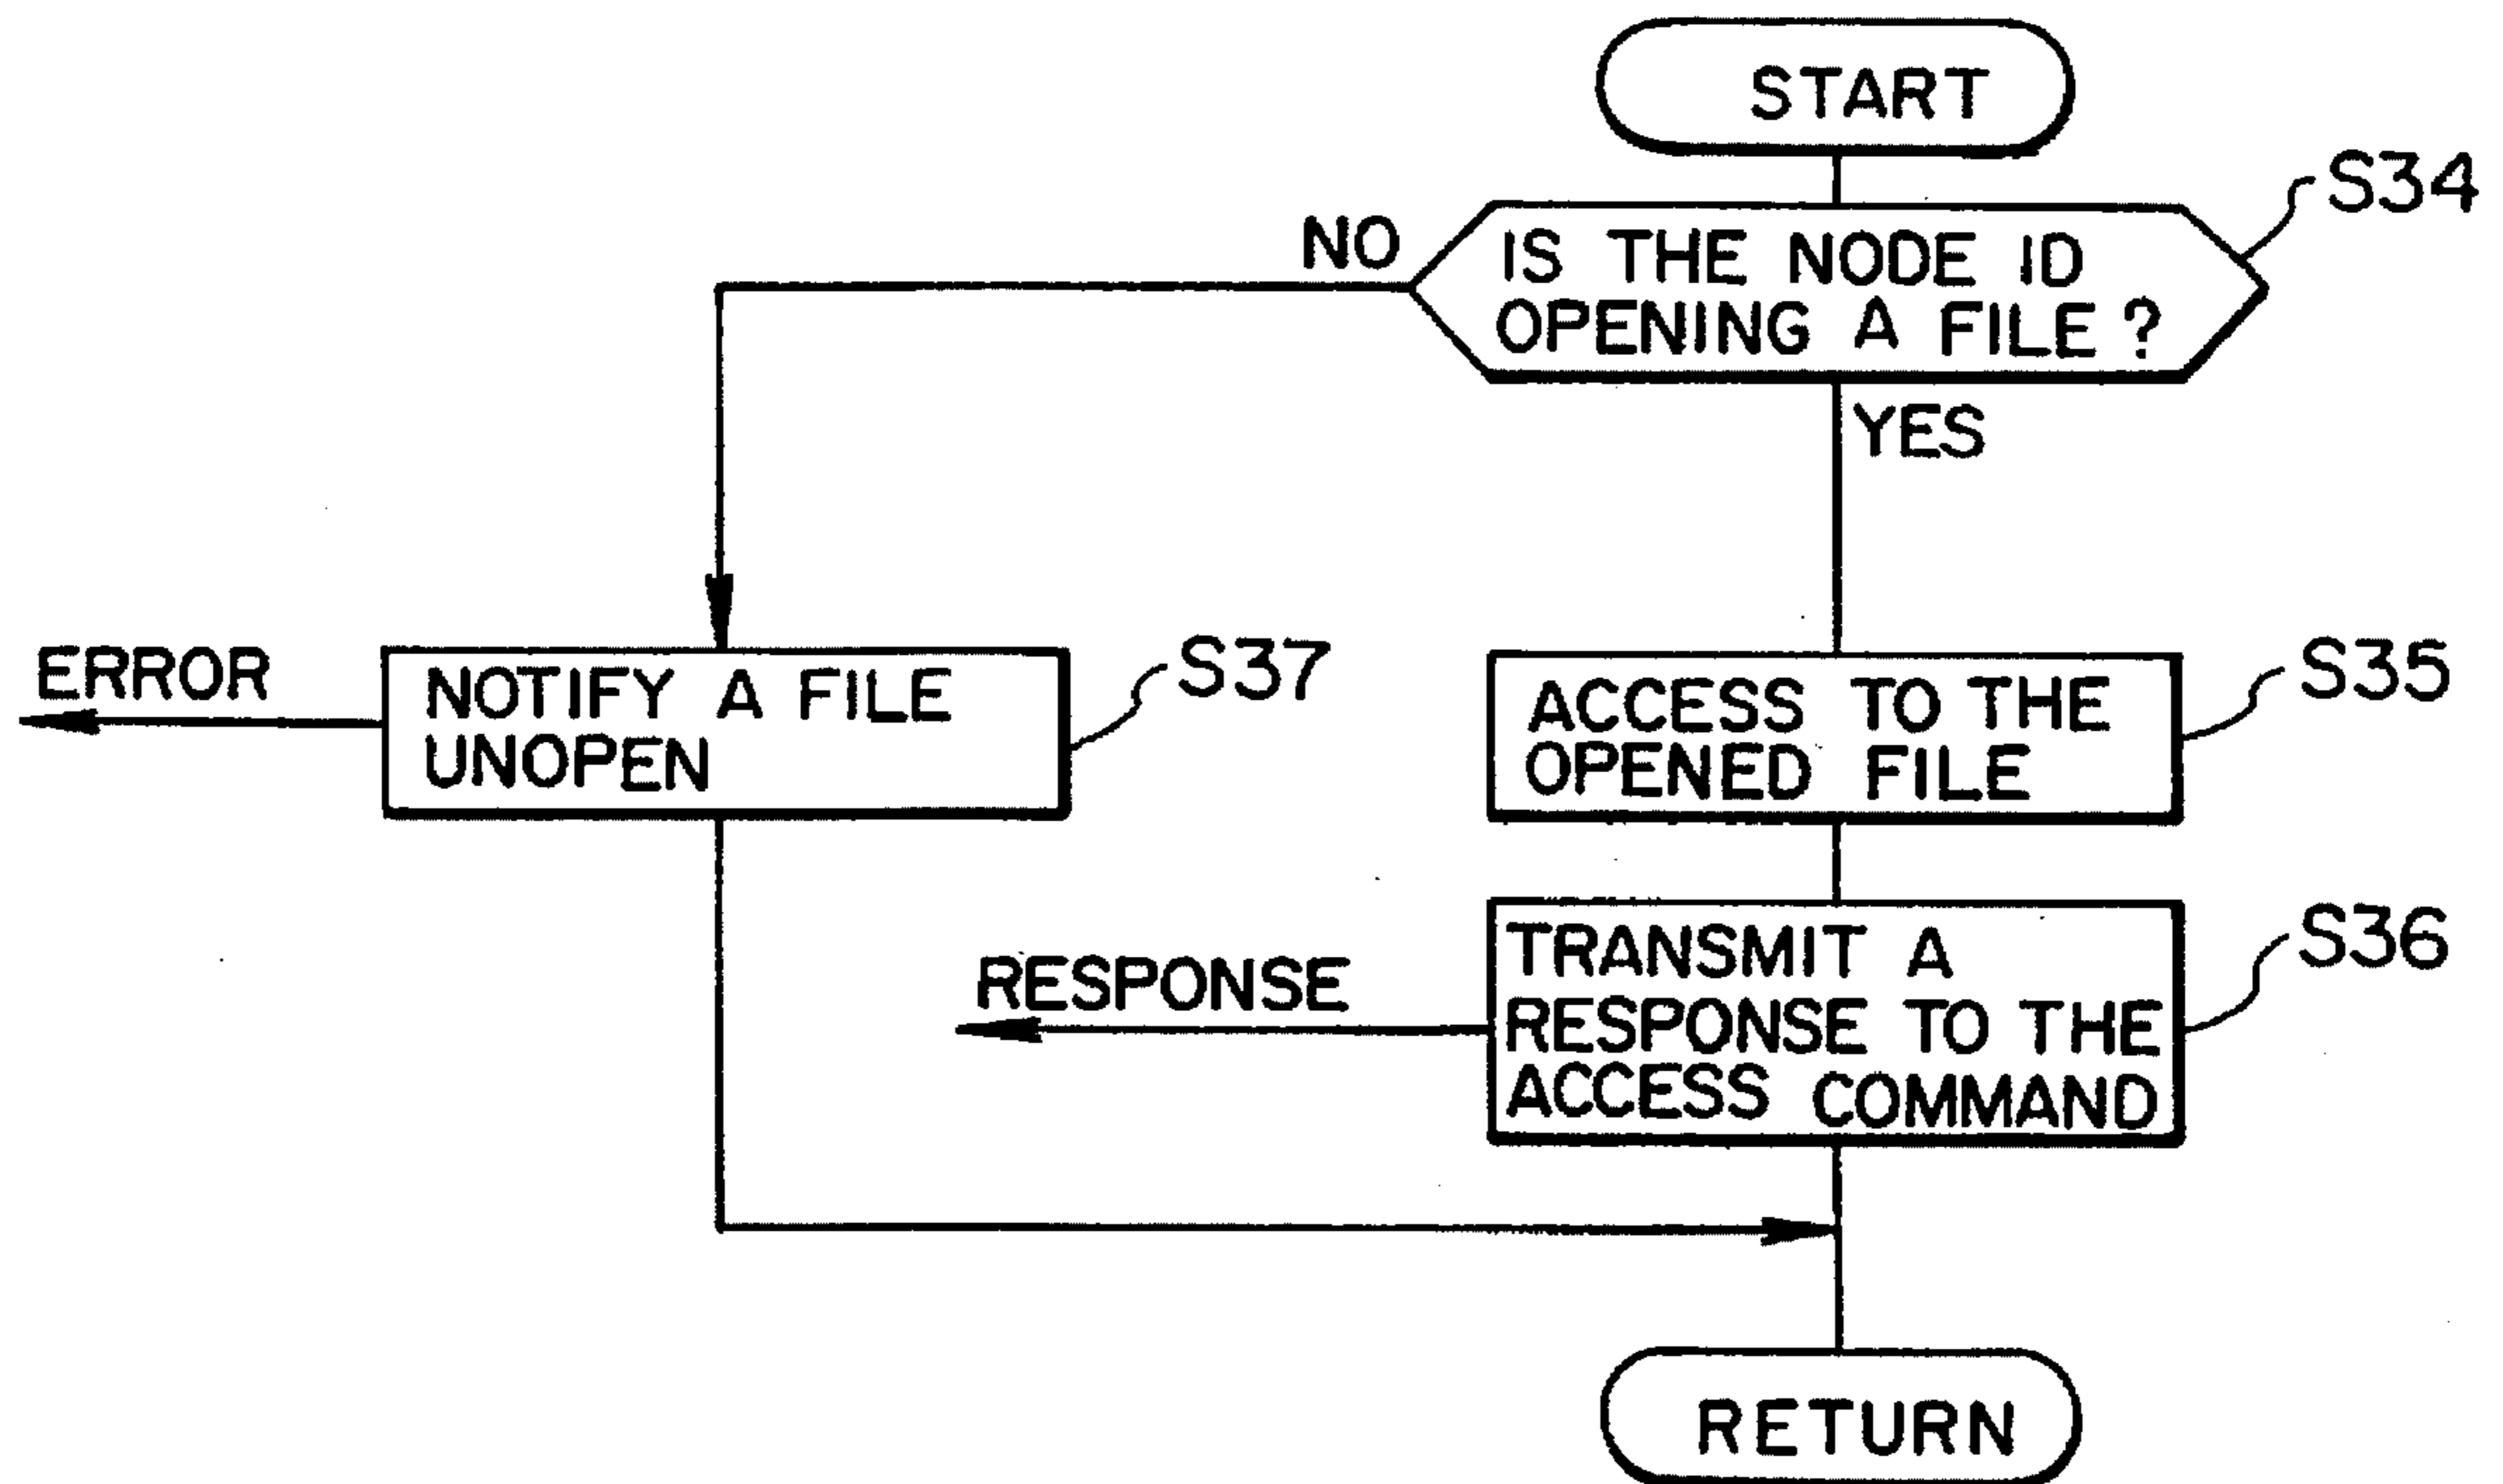 START
S34
NO
IS THE NODE ID
OPENING A FILE ?
YES
ERROR
NOTIFY A FILE
UNOPEN
S37
ACCESS TO THE
OPENED FILE
S35
RESPONSE
TRANSMIT A
RESPONSE TO THE
ACCESS COMMAND
S36
RETURN